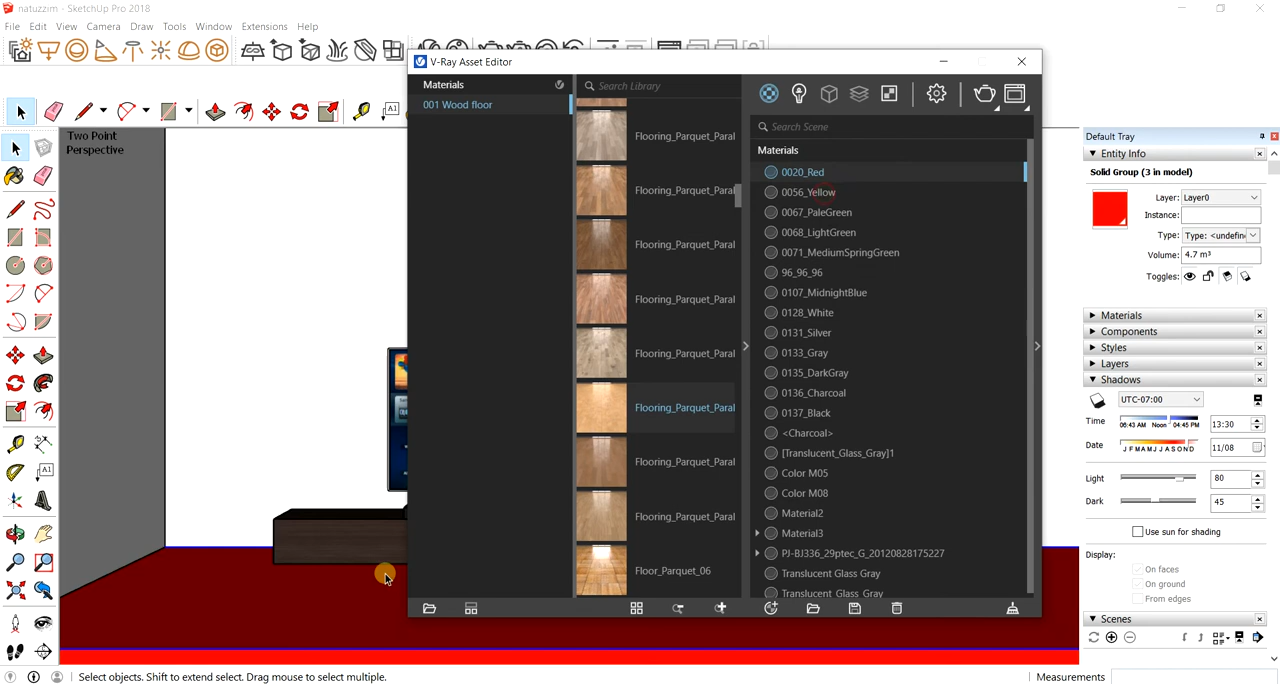 natuzzim - SketchUp Pro 2018
File Edit View Camera Draw Tools Window Extensions Help
V-Ray Asset Editor
Materials
001 Wood floor
Search Library
Flooring_Parquet_Paral
Flooring_Parquet_Paral
Flooring_Parquet_Paral
Flooring_Parquet_Paral
Flooring_Parquet_Paral
Flooring_Parquet_Paral
Flooring_Parquet_Paral
Flooring_Parquet_Paral
Floor_Parquet_06
Search Scene
Materials
0020_Red
0056_Yellow
0067_PaleGreen
0068_LightGreen
0071_MediumSpringGreen
96_96_96
0107_MidnightBlue
0128_White
0131_Silver
0133_Gray
0135_DarkGray
0136_Charcoal
0137_Black
<Charcoal>
[Translucent_Glass_Gray]1
Color M05
Color M08
Material2
Material3
PJ-BJ336_29ptec_G_20120828175227
Translucent Glass Gray
Translucent Glass Gray
A1
Two Point
Perspective
A1
Default Tray
Entity Info
Solid Group (3 in model)
Layer: Layer0
Instance:
Type: Type: <undefin
Volume: 4.7 m³
Toggles:
Materials
Components
Styles
Layers
Shadows
UTC-07:00
Time 06:43 AM Noon 04:45 PM 13:30
Date J F M A M J J A S O N D 11/08
Light 80
Dark 45
Use sun for shading
Display:
On faces
On ground
From edges
Scenes
Select objects. Shift to extend select. Drag mouse to select multiple.
Measurements